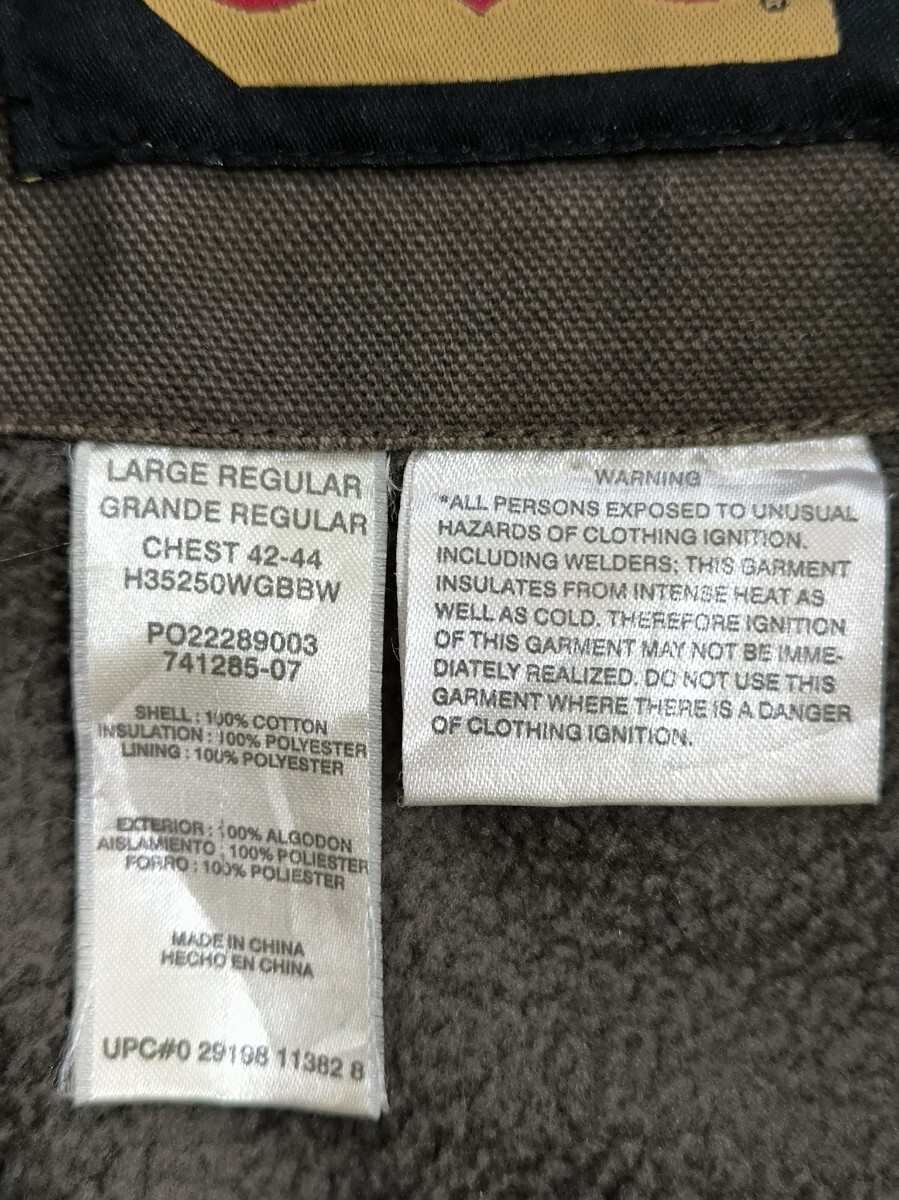 ®
LARGE REGULAR
GRANDE REGULAR
CHEST 42-44
H35250WGBBW
PO22289003
741285-07
SHELL : 100% COTTON
INSULATION : 100% POLYESTER
LINING : 100% POLYESTER
EXTERIOR : 100% ALGODON
AISLAMIENTO : 100% POLIESTER
FORRO : 100% POLIESTER
MADE IN CHINA
HECHO EN CHINA
UPC#0 29198 11382 8
WARNING
*ALL PERSONS EXPOSED TO UNUSUAL
HAZARDS OF CLOTHING IGNITION.
INCLUDING WELDERS; THIS GARMENT
INSULATES FROM INTENSE HEAT AS
WELL AS COLD. THEREFORE IGNITION
OF THIS GARMENT MAY NOT BE IMME-
DIATELY REALIZED. DO NOT USE THIS
GARMENT WHERE THERE IS A DANGER
OF CLOTHING IGNITION.